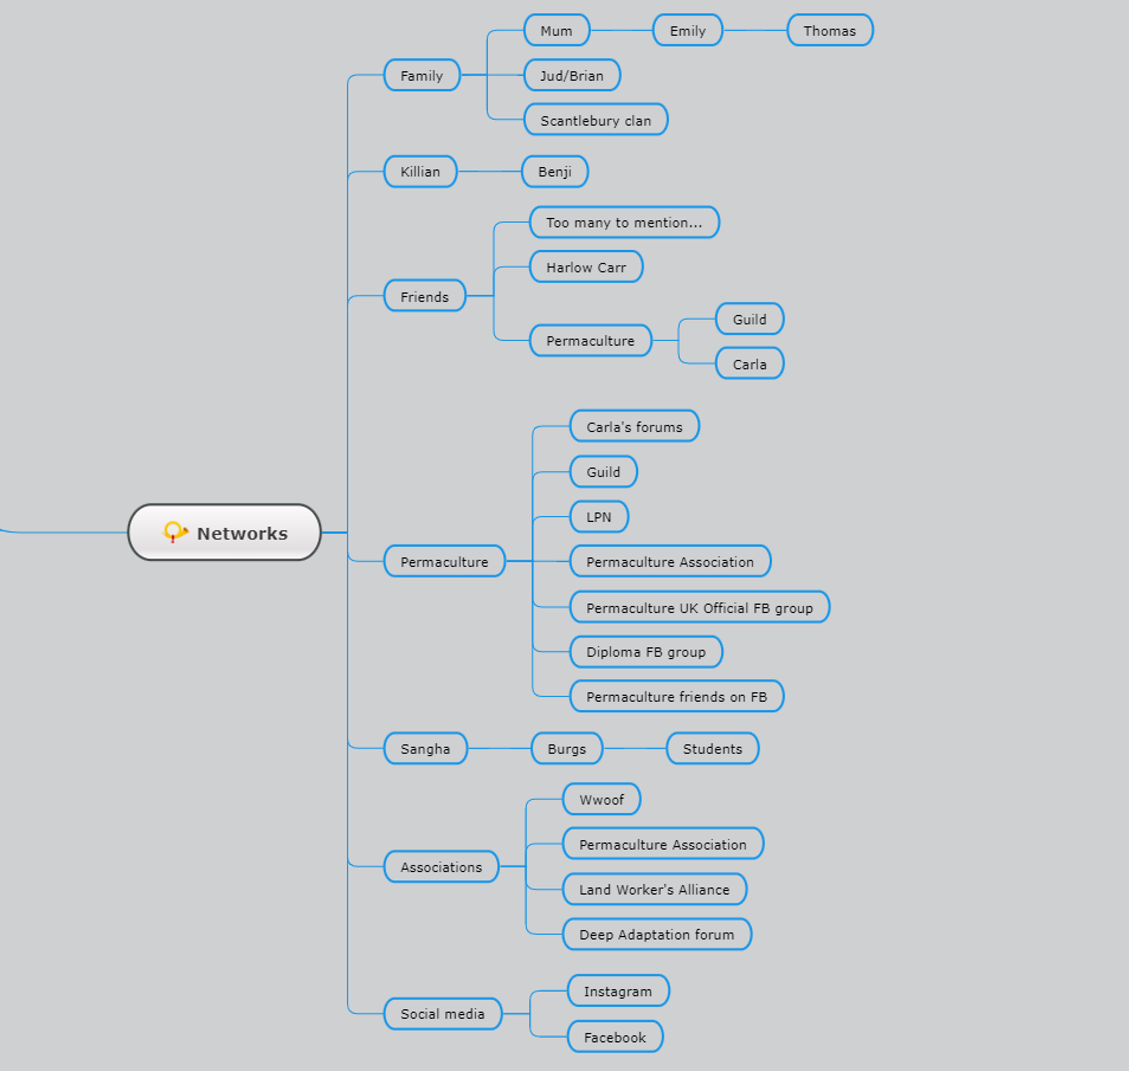 Mum
Emily
Thomas
Family
Jud/Brian
Scantlebury clan
Killian
Benji
Too many to mention...
Harlow Carr
Friends
Permaculture
Guild
Carla
Carla's forums
Guild
LPN
Networks
Permaculture
Permaculture Association
Permaculture UK Official FB group
Diploma FB group
Permaculture friends on FB
Sangha
Burgs
Students
Wwoof
Permaculture Association
Associations
Land Worker's Alliance
Deep Adaptation forum
Instagram
Social media
Facebook